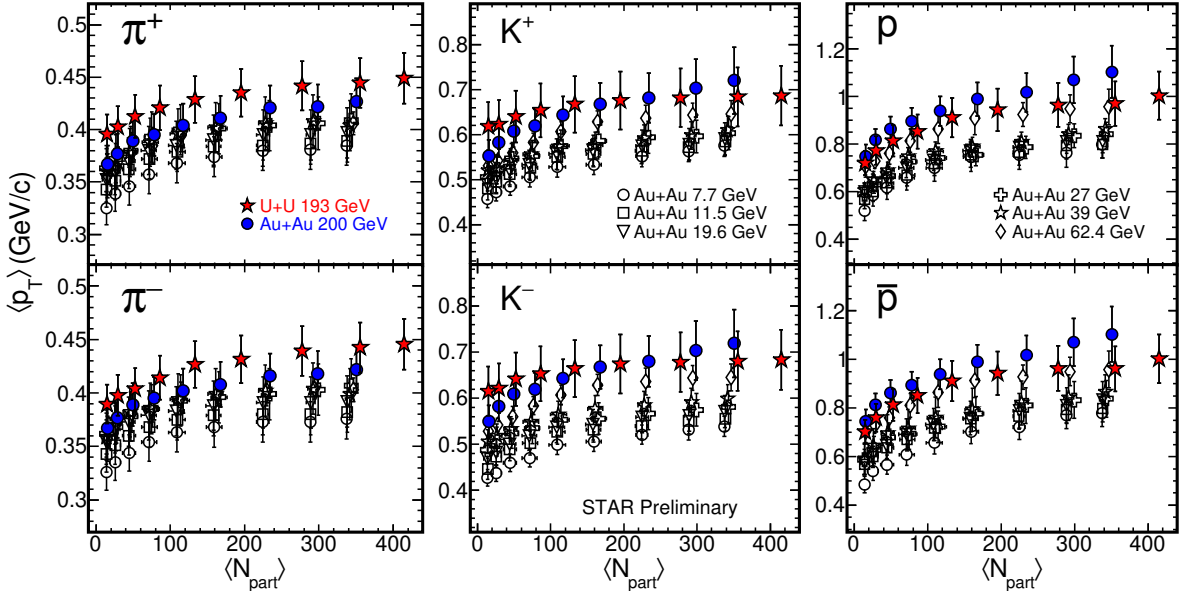 π+
K+
p
0.5
0.45
0.4
0.35
0.3
0.8
0.7
0.6
0.5
0.4
1.2
1
0.8
0.6
0.4
U+U 193 GeV
Au+Au 200 GeV
Au+Au 7.7 GeV
Au+Au 11.5 GeV
Au+Au 19.6 GeV
Au+Au 27 GeV
Au+Au 39 GeV
Au+Au 62.4 GeV
⟨pT⟩ (GeV/c)
π−
K−
p̅
0.5
0.45
0.4
0.35
0.3
0.8
0.7
0.6
0.5
0.4
1.2
1
0.8
0.6
0.4
STAR Preliminary
0 100 200 300 400
0 100 200 300 400
0 100 200 300 400
⟨Npart⟩
⟨Npart⟩
⟨Npart⟩